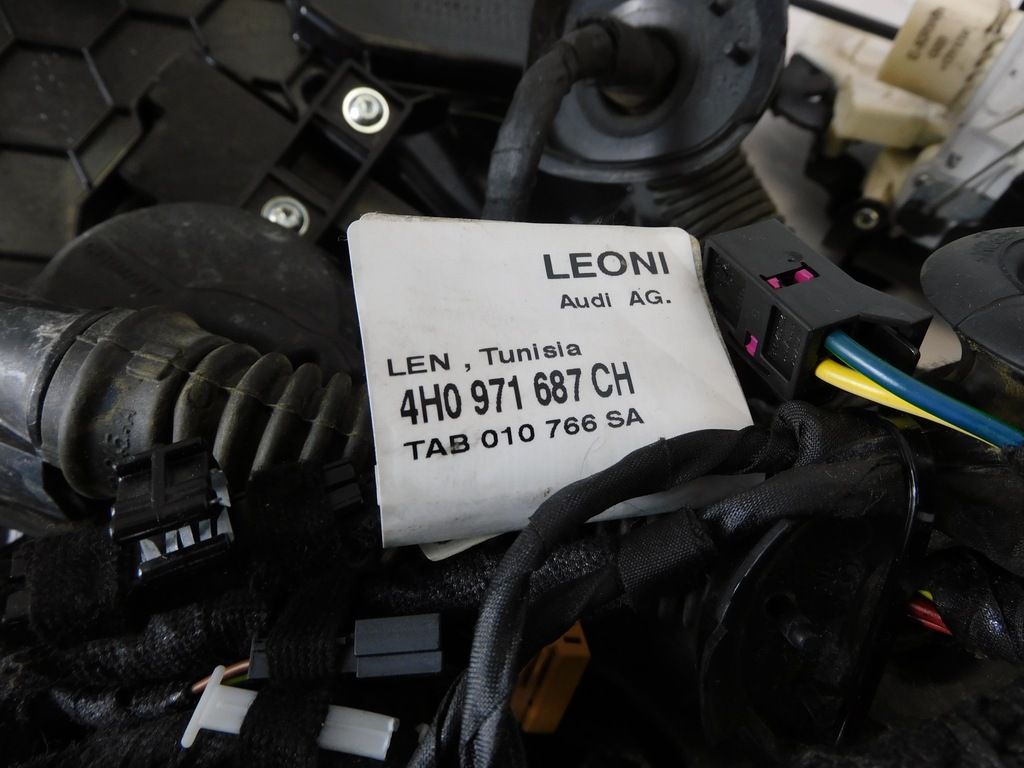 LEONI
Audi AG.
LEN , Tunisia
4H0 971 687 CH
TAB 010 766 SA